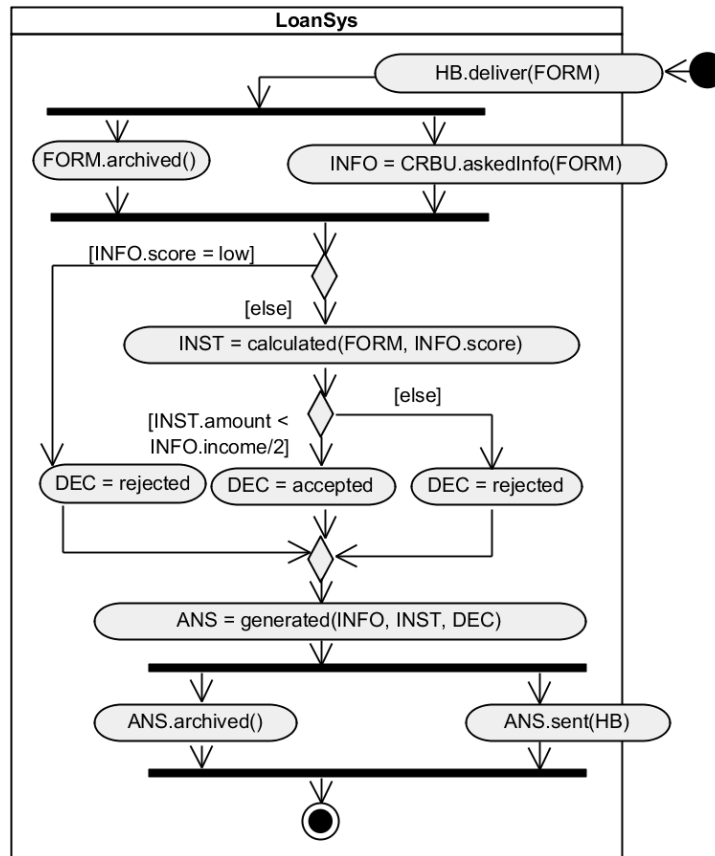 LoanSys
HB.deliver(FORM)
FORM.archived()
INFO = CRBU.askedInfo(FORM)
[INFO.score = low]
[else]
INST = calculated(FORM, INFO.score)
[else]
[INST.amount <
INFO.income/2]
DEC = rejected
DEC = accepted
DEC = rejected
ANS = generated(INFO, INST, DEC)
ANS.archived()
ANS.sent(HB)